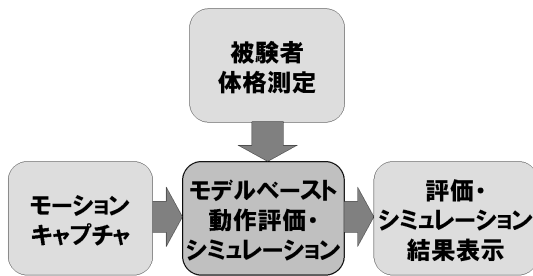 被験者
体格測定
モーション
キャプチャ
モデルベースト
動作評価・
シミュレーション
評価・
シミュレーション
結果表示